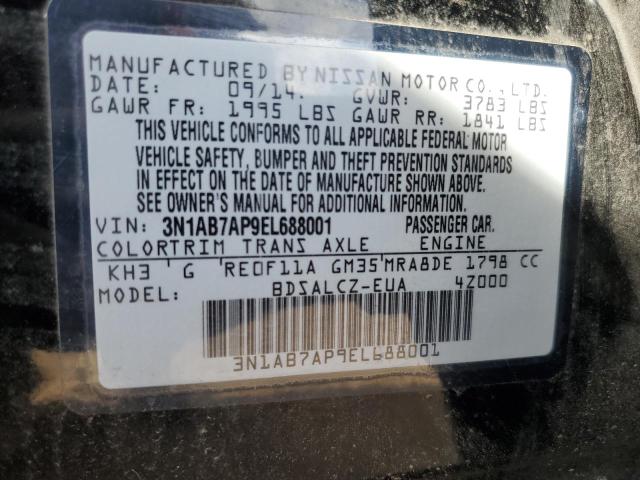 MANUFACTURED BY NISSAN MOTOR CO., LTD.
DATE: 09/14. GVWR: 3783 LBS
GAWR FR: 1995 LBS GAWR RR: 1841 LBS
THIS VEHICLE CONFORMS TO ALL APPLICABLE FEDERAL MOTOR
VEHICLE SAFETY, BUMPER AND THEFT PREVENTION STANDARDS
IN EFFECT ON THE DATE OF MANUFACTURE SHOWN ABOVE.
SEE OWNER'S MANUAL FOR ADDITIONAL INFORMATION.
VIN: 3N1AB7AP9EL688001 PASSENGER CAR.
COLOR TRIM TRANS AXLE ENGINE
KH3 G RE0F11A GM35 MRA8DE 1798 CC
MODEL: BDSALCZ-EUA 4Z000
3N1AB7AP9EL688001